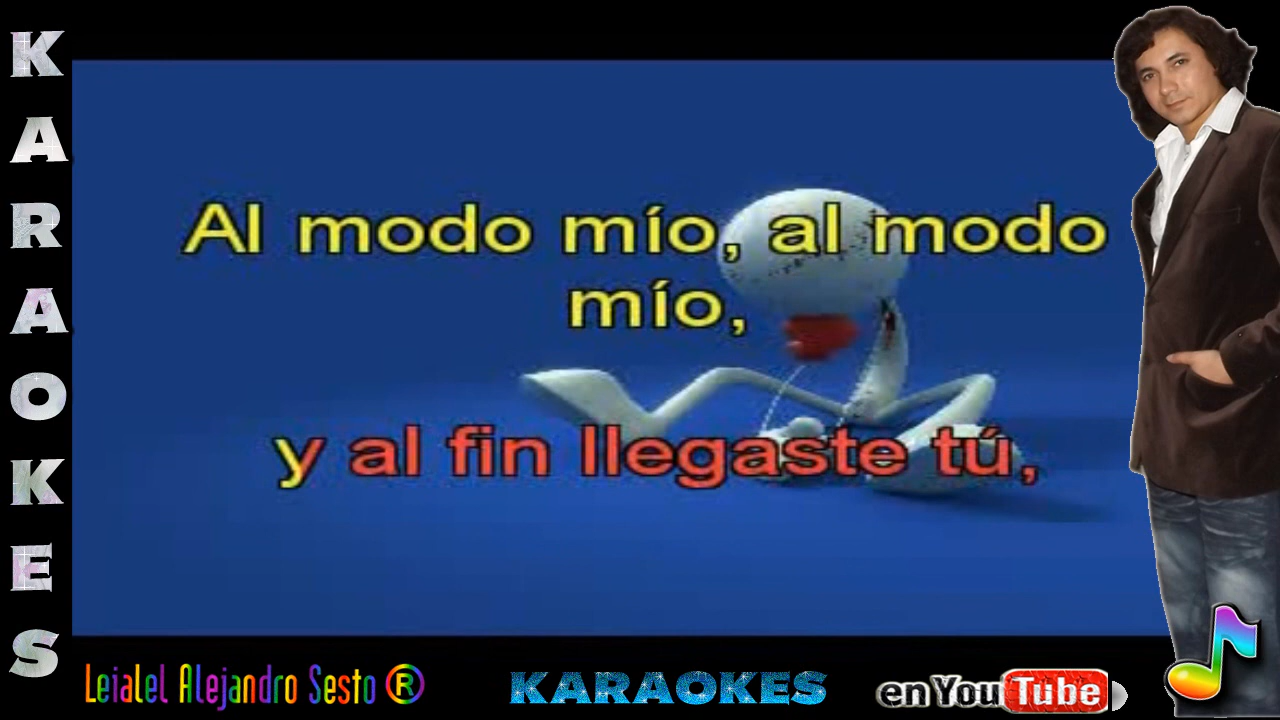 KARAOKES
Al modo mío, al modo
mío,
y al fin llegaste tú,
Leialel Alejandro Sesto ®
KARAOKES
en YouTube